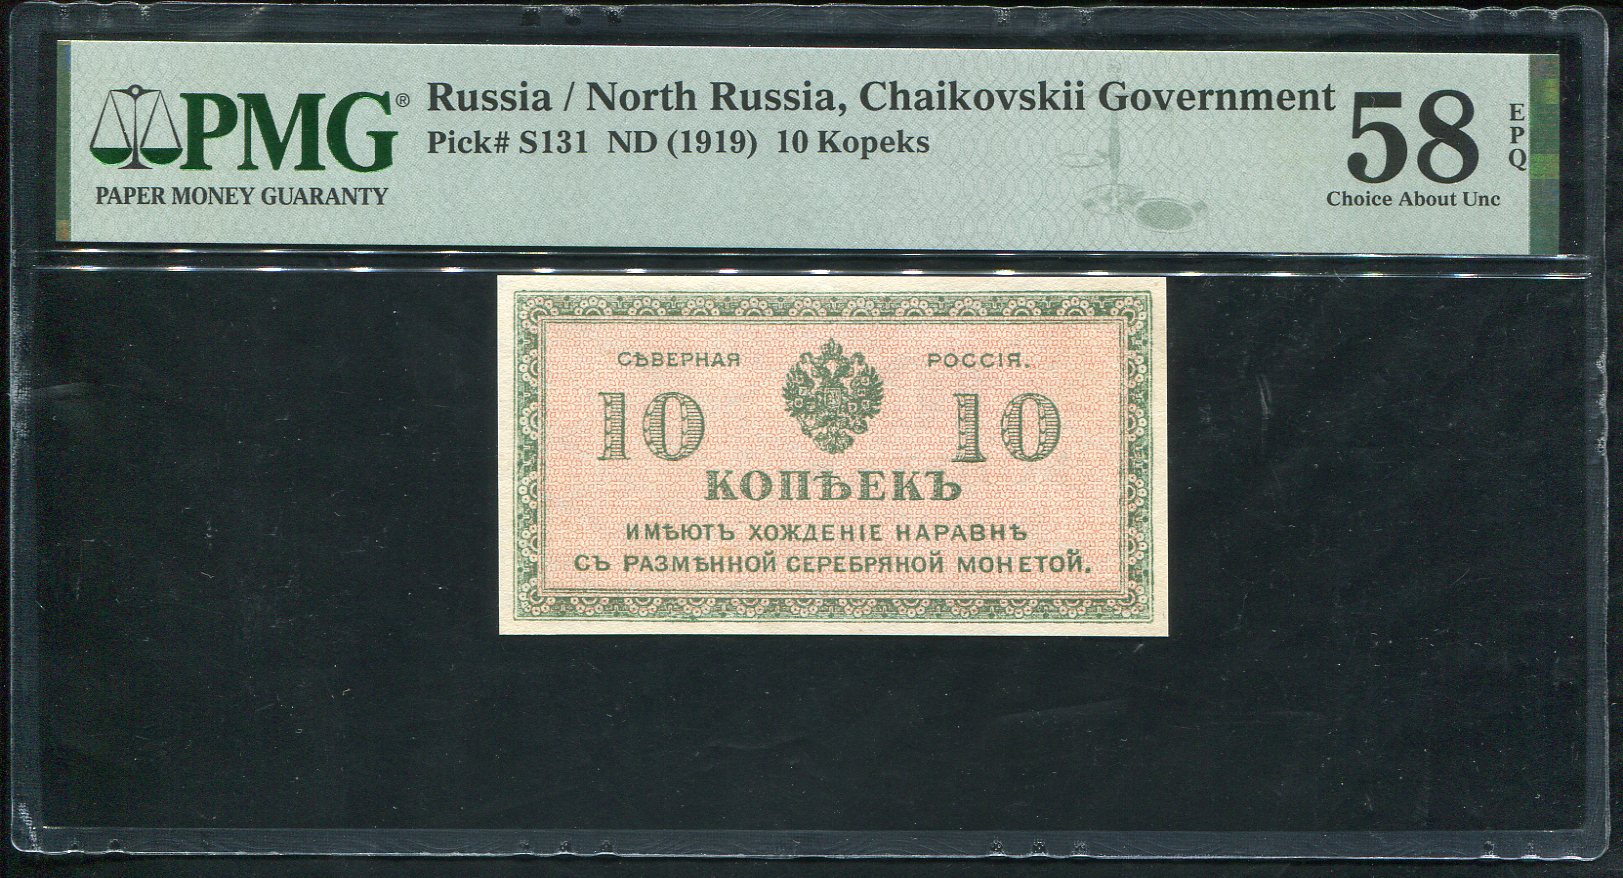 PMG®
PAPER MONEY GUARANTY
Russia / North Russia, Chaikovskii Government
Pick# S131 ND (1919) 10 Kopeks
58
EPQ
Choice About Unc
СѢВЕРНАЯ РОССІЯ.
10 10
КОПѢЕКЪ
ИМѢЮТЪ ХОЖДЕНІЕ НАРАВНѢ
СЪ РАЗМѢННОЙ СЕРЕБРЯНОЙ МОНЕТОЙ.